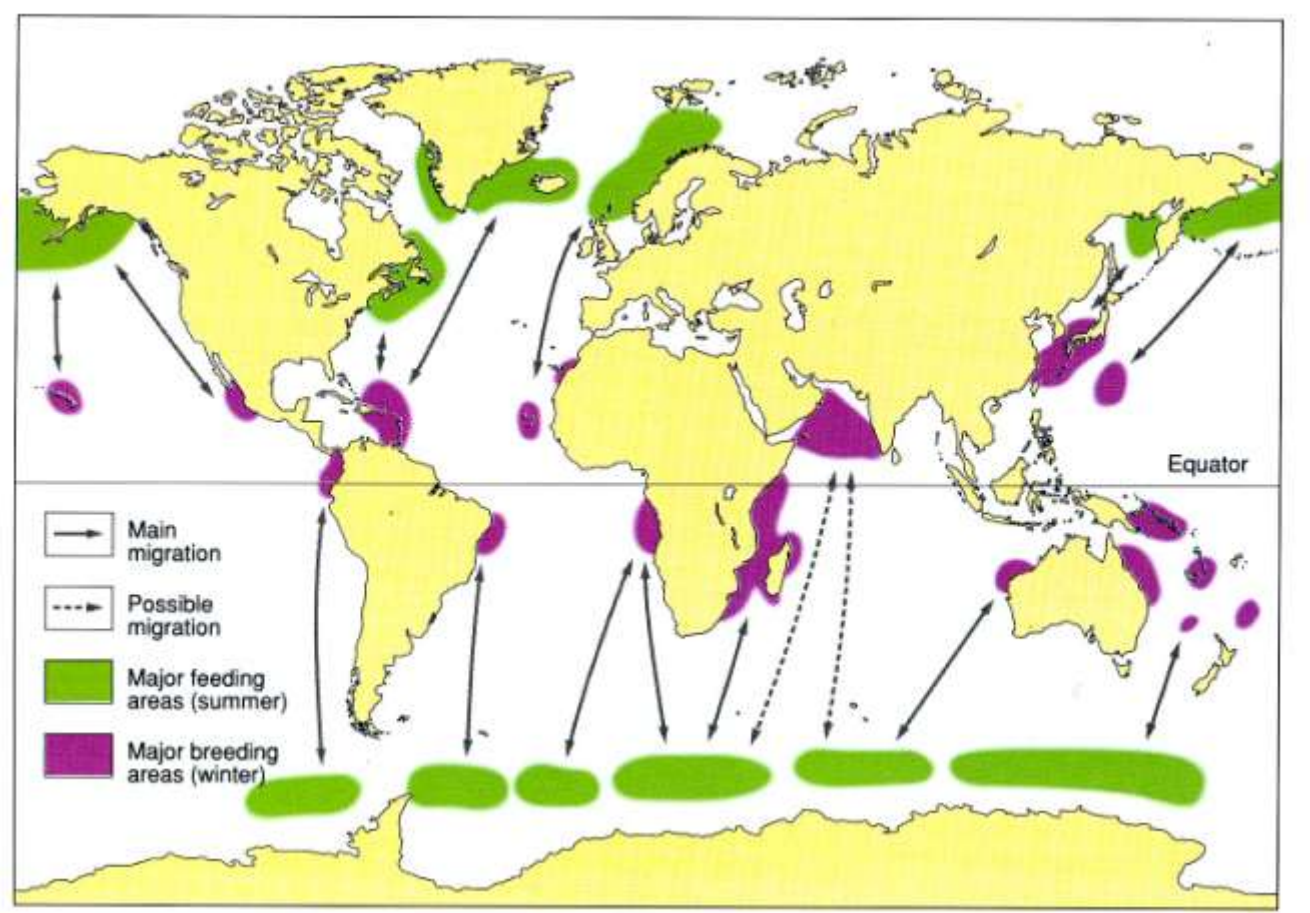 Equator
Main
migration
Possible
migration
Major feeding
areas (summer)
Major breeding
areas (winter)